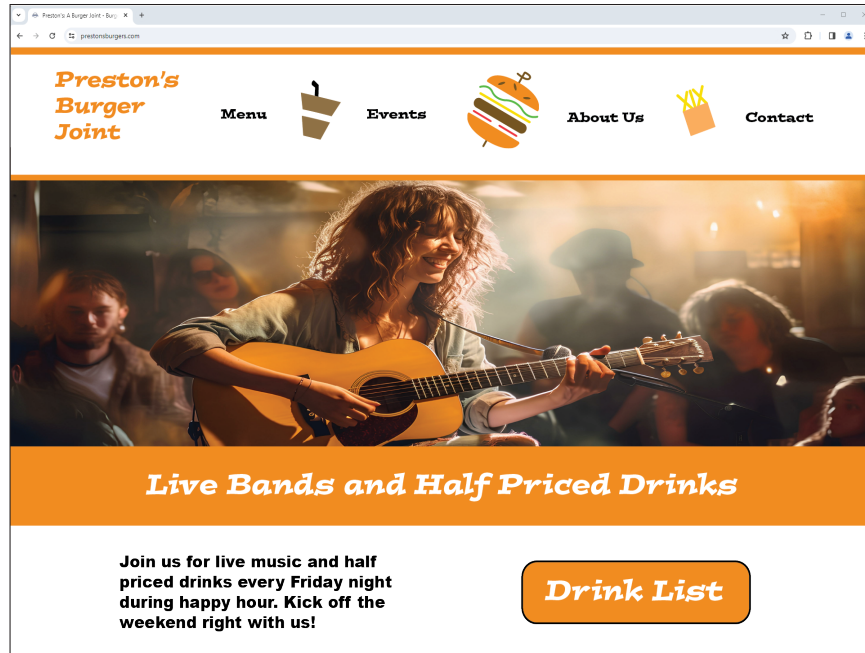 Preston's: A Burger Joint - Burg
prestonsburgers.com
Preston's
Burger
Joint
Menu
Events
About Us
Contact
Live Bands and Half Priced Drinks
Join us for live music and half
priced drinks every Friday night
during happy hour. Kick off the
weekend right with us!
Drink List